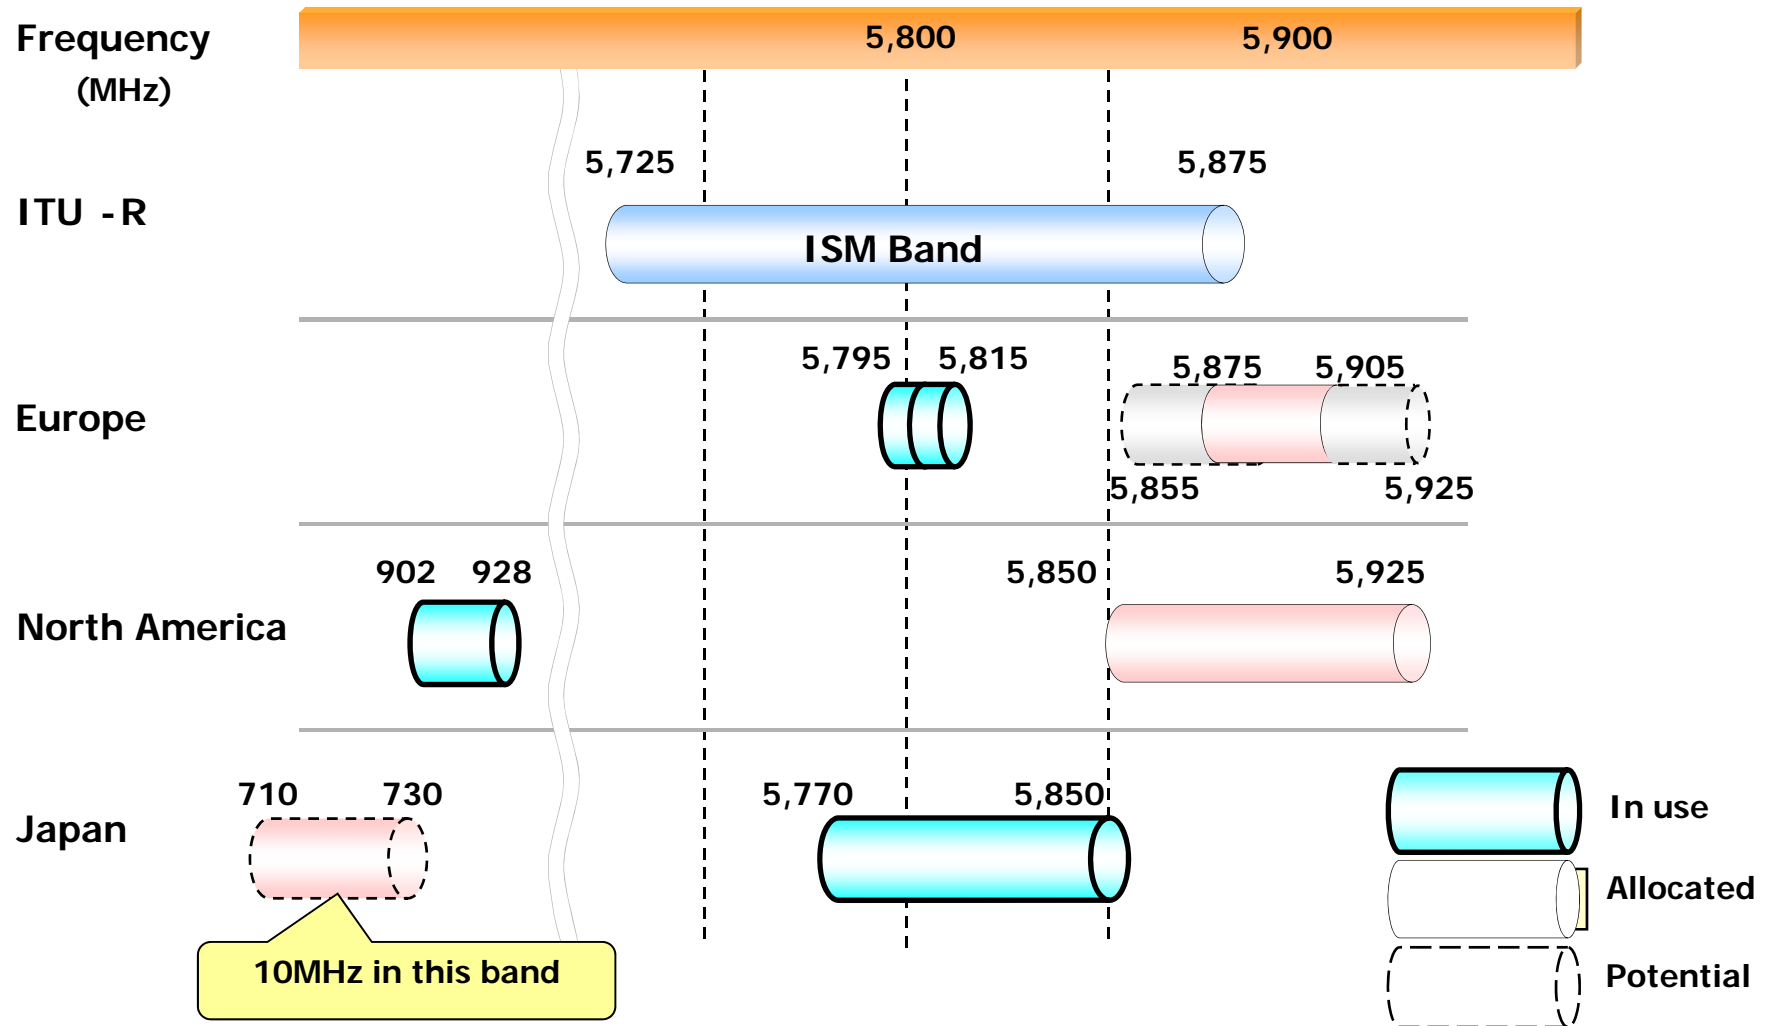 Frequency
(MHz)
5,800
5,900
5,725
5,875
ITU -R
ISM Band
5,795
5,815
5,875
5,905
Europe
5,855
5,925
902
928
5,850
5,925
North America
710
730
5,770
5,850
Japan
10MHz in this band
In use
Allocated
Potential